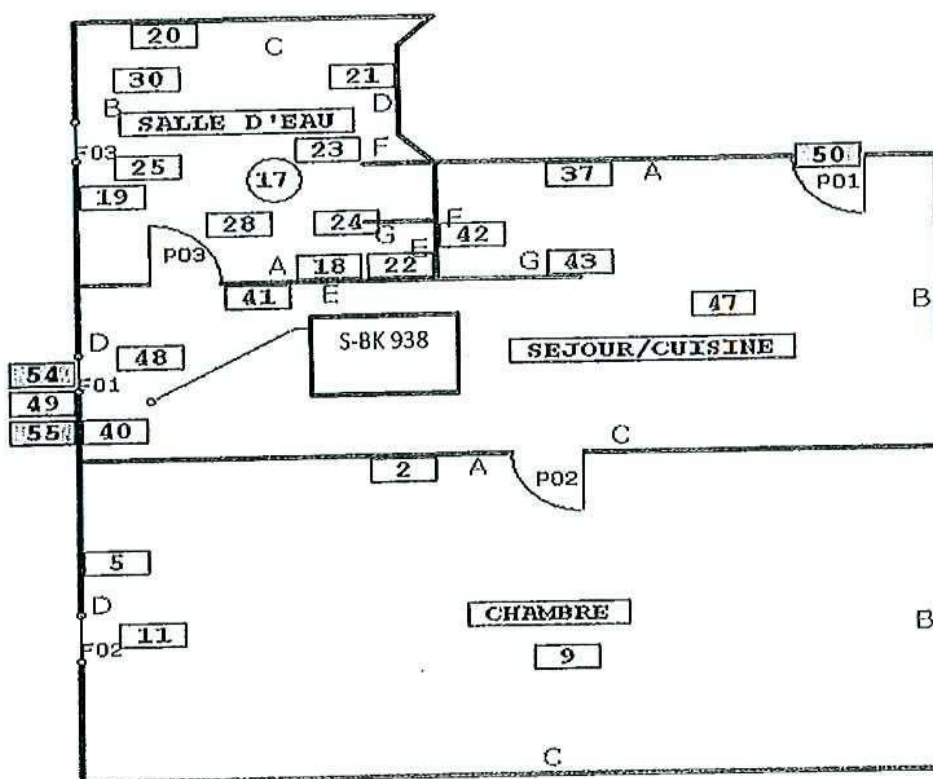 20
C
30
21
B
D
SALLE D'EAU
23
F
50
F03
25
17
37
A
P01
19
28
24
F
G
42
E
P03
A
18
22
G
43
41
E
47
B
S-BK 938
D
48
SEJOUR/CUISINE
54
F01
49
55
40
C
2
A
P02
5
D
CHAMBRE
B
11
F02
9
C